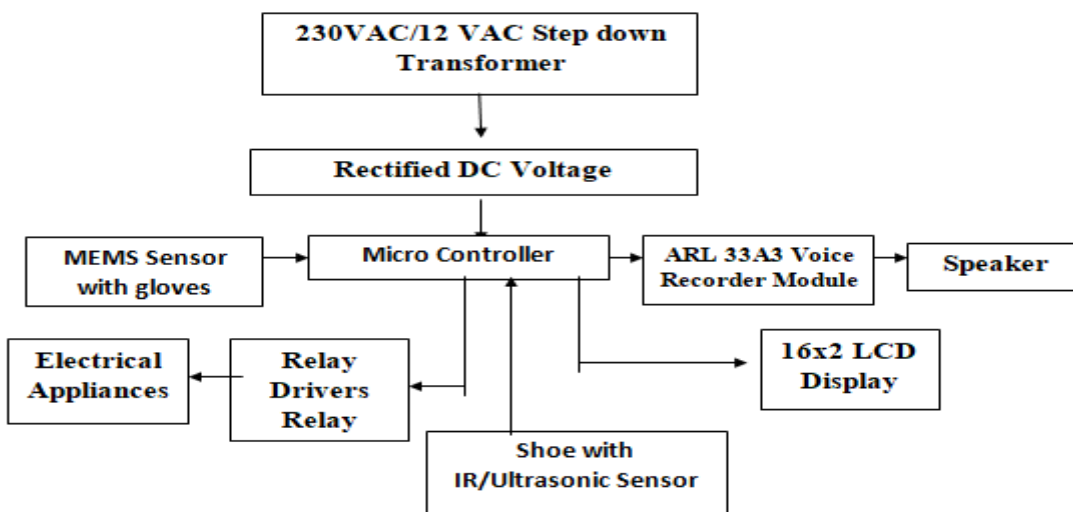 230VAC/12 VAC Step down
Transformer
Rectified DC Voltage
MEMS Sensor
with gloves
Micro Controller
ARL 33A3 Voice
Recorder Module
Speaker
Electrical
Appliances
Relay
Drivers
Relay
16x2 LCD
Display
Shoe with
IR/Ultrasonic Sensor